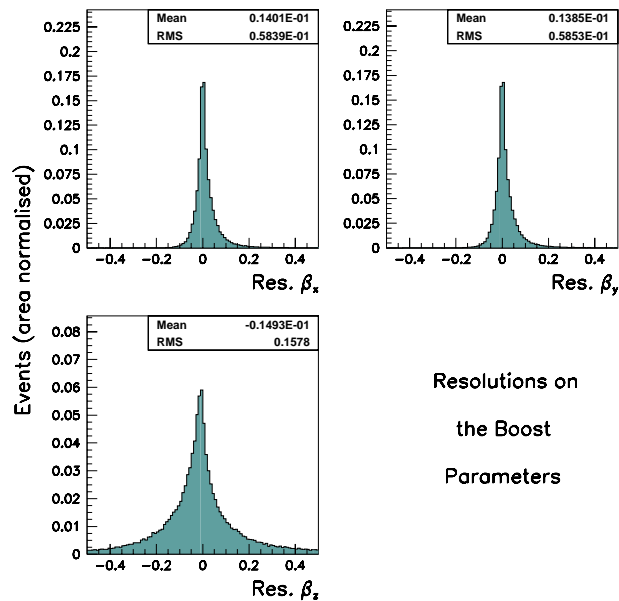 Mean 0.1401E-01
RMS 0.5839E-01
0.225
0.2
0.175
0.15
0.125
0.1
0.075
0.05
0.025
0
-0.4 -0.2 0 0.2 0.4
Res. βx
Mean 0.1385E-01
RMS 0.5853E-01
0.225
0.2
0.175
0.15
0.125
0.1
0.075
0.05
0.025
0
-0.4 -0.2 0 0.2 0.4
Res. βy
Events (area normalised)
Mean -0.1493E-01
RMS 0.1578
0.08
0.07
0.06
0.05
0.04
0.03
0.02
0.01
0
-0.4 -0.2 0 0.2 0.4
Res. βz
Resolutions on
the Boost
Parameters